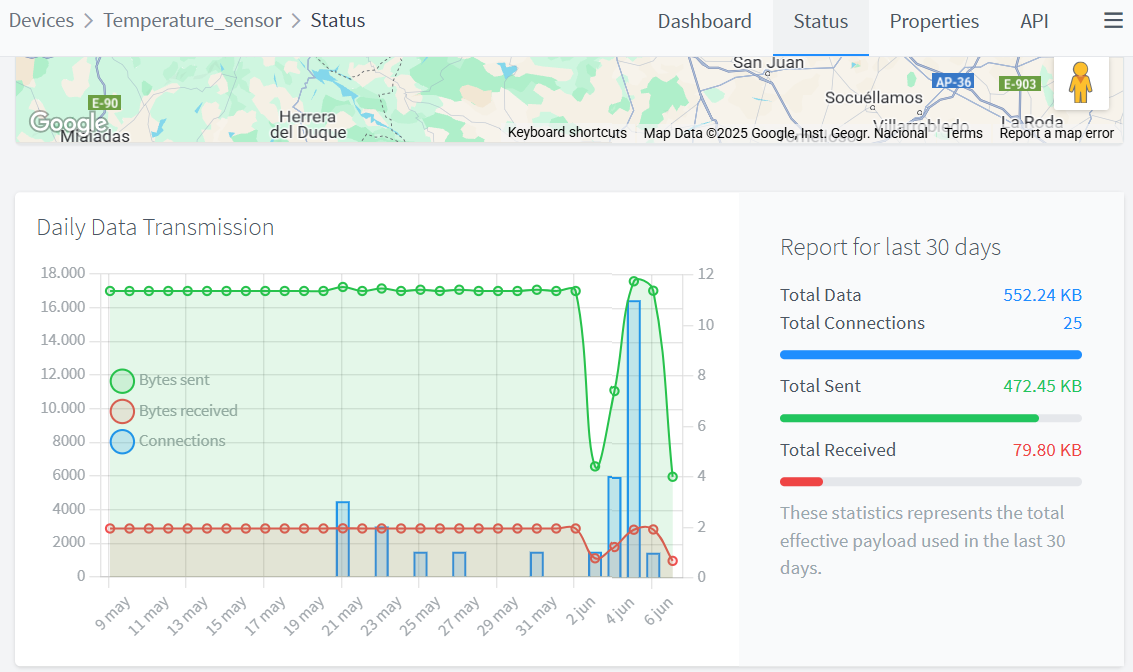 Devices > Temperature_sensor > Status
Dashboard Status Properties API
San Juan
E-90
AP-36
E-903
Socuéllamos
Google
Herrera
del Duque
Miajadas
Villarrobledo
La Roda
Keyboard shortcuts
Map Data ©2025 Google, Inst. Geogr. Nacional
Terms
Report a map error
Daily Data Transmission
18.000
16.000
14.000
12.000
10.000
8000
6000
4000
2000
0
12
10
8
6
4
2
0
Bytes sent
Bytes received
Connections
9 may
11 may
13 may
15 may
17 may
19 may
21 may
23 may
25 may
27 may
29 may
31 may
2 jun
4 jun
6 jun
Report for last 30 days
Total Data 552.24 KB
Total Connections 25
Total Sent 472.45 KB
Total Received 79.80 KB
These statistics represents the total
effective payload used in the last 30
days.